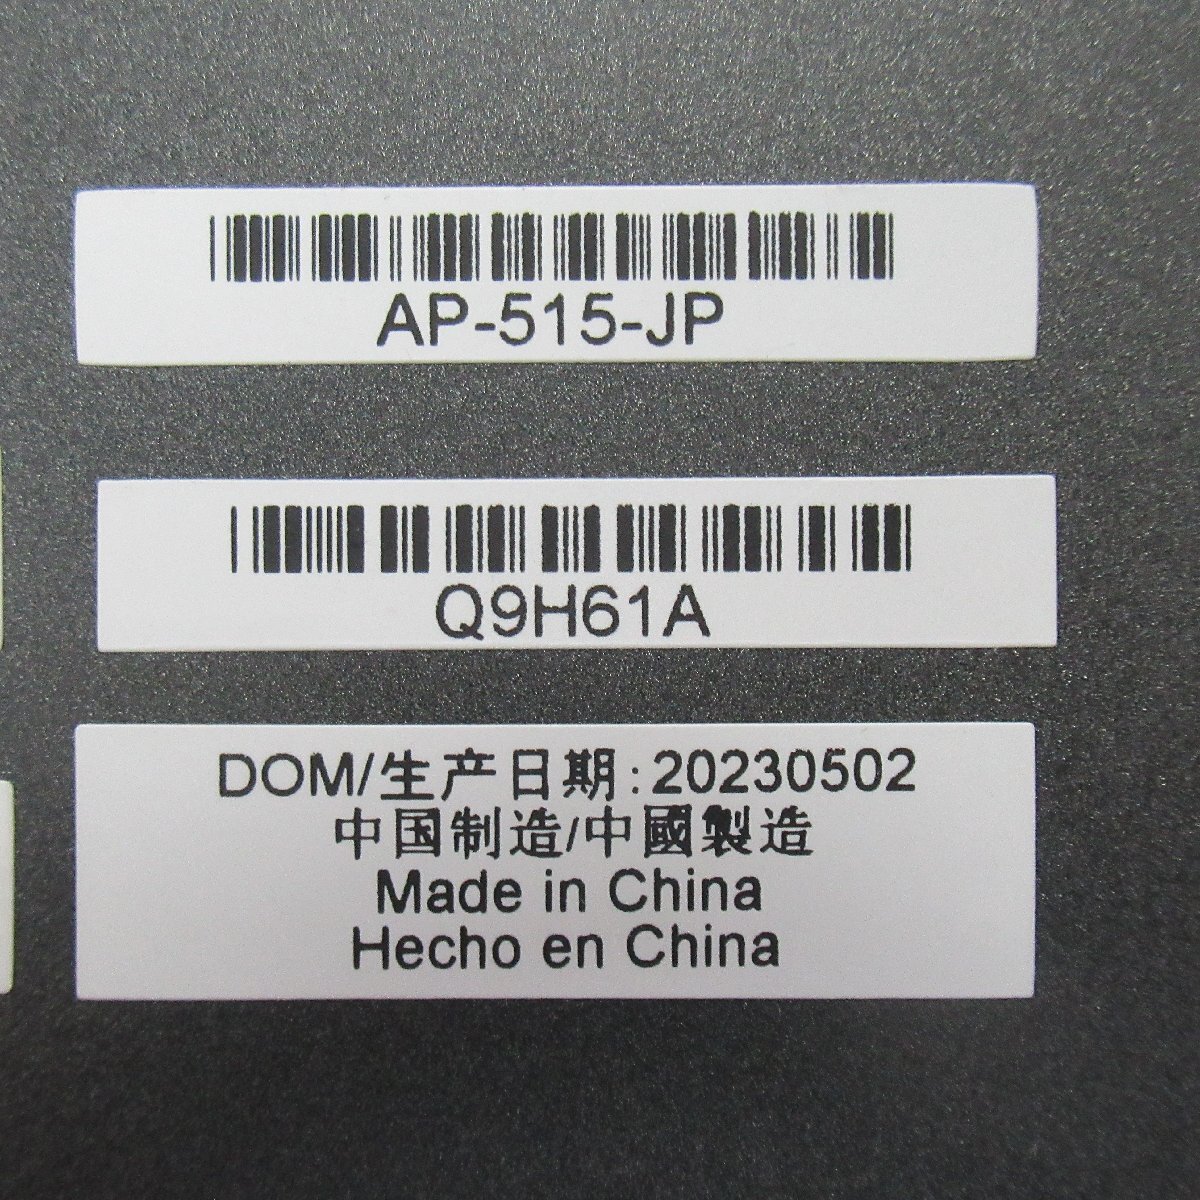 AP-515-JP
Q9H61A
DOM/生产日期:20230502
中国制造/中國製造
Made in China
Hecho en China